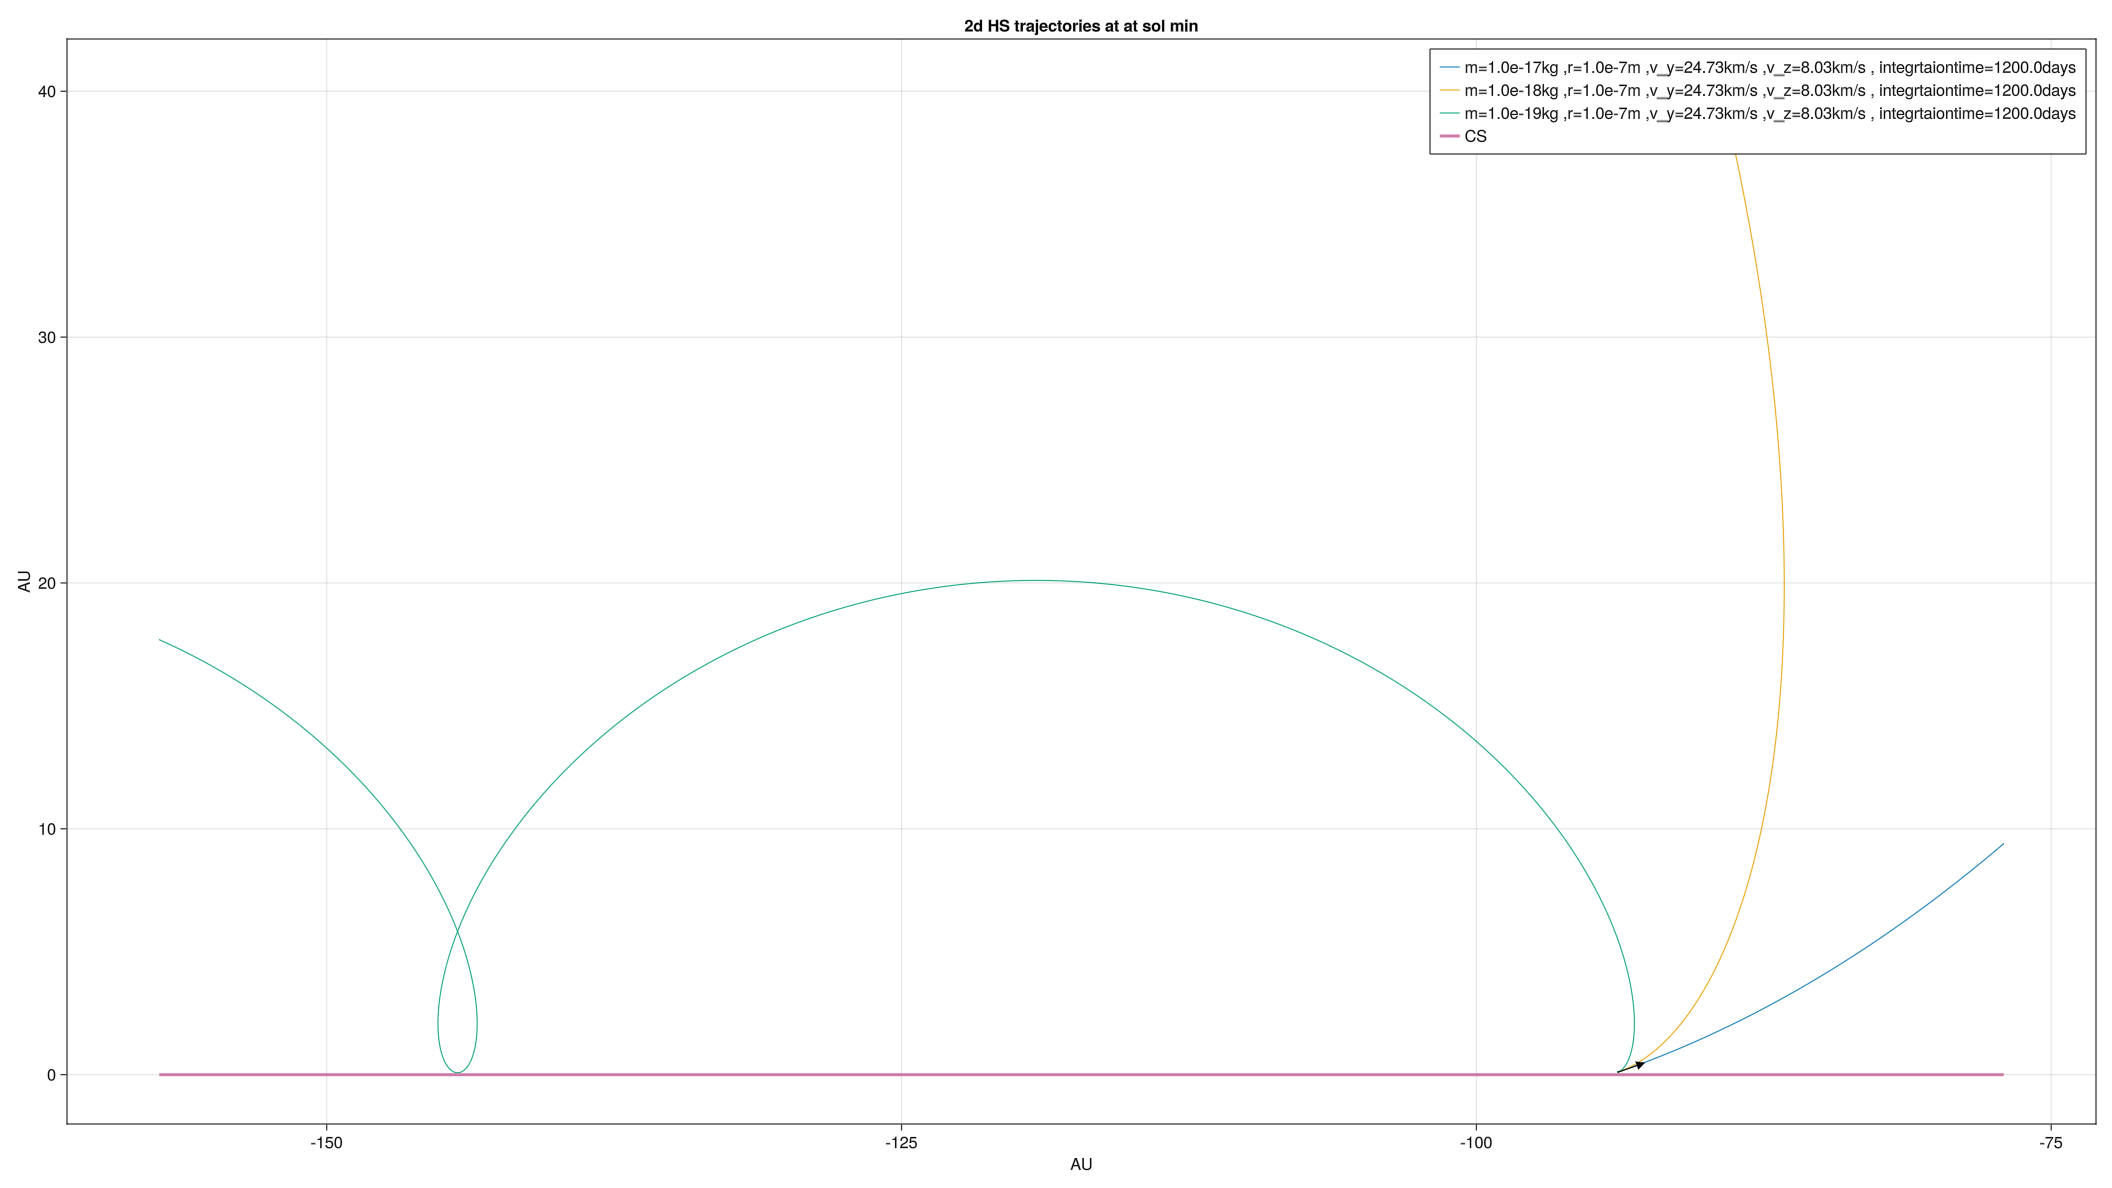 2d HS trajectories at at sol min
m=1.0e-17kg ,r=1.0e-7m ,v_y=24.73km/s ,v_z=8.03km/s , integrtaiontime=1200.0days
m=1.0e-18kg ,r=1.0e-7m ,v_y=24.73km/s ,v_z=8.03km/s , integrtaiontime=1200.0days
m=1.0e-19kg ,r=1.0e-7m ,v_y=24.73km/s ,v_z=8.03km/s , integrtaiontime=1200.0days
CS
40
30
20
10
0
AU
-150
-125
-100
-75
AU